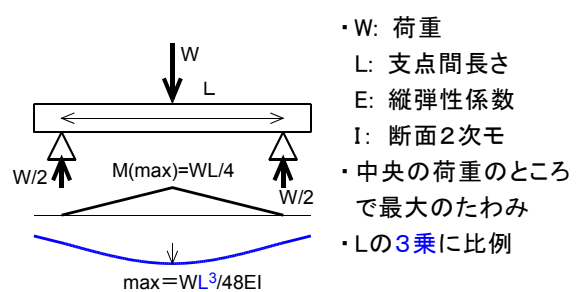 W
L
W/2
M(max)=WL/4
W/2
max=WL³/48EI
・W: 荷重
L: 支点間長さ
E: 縦弾性係数
I: 断面2次モ
・中央の荷重のところ
で最大のたわみ
・Lの3乗に比例